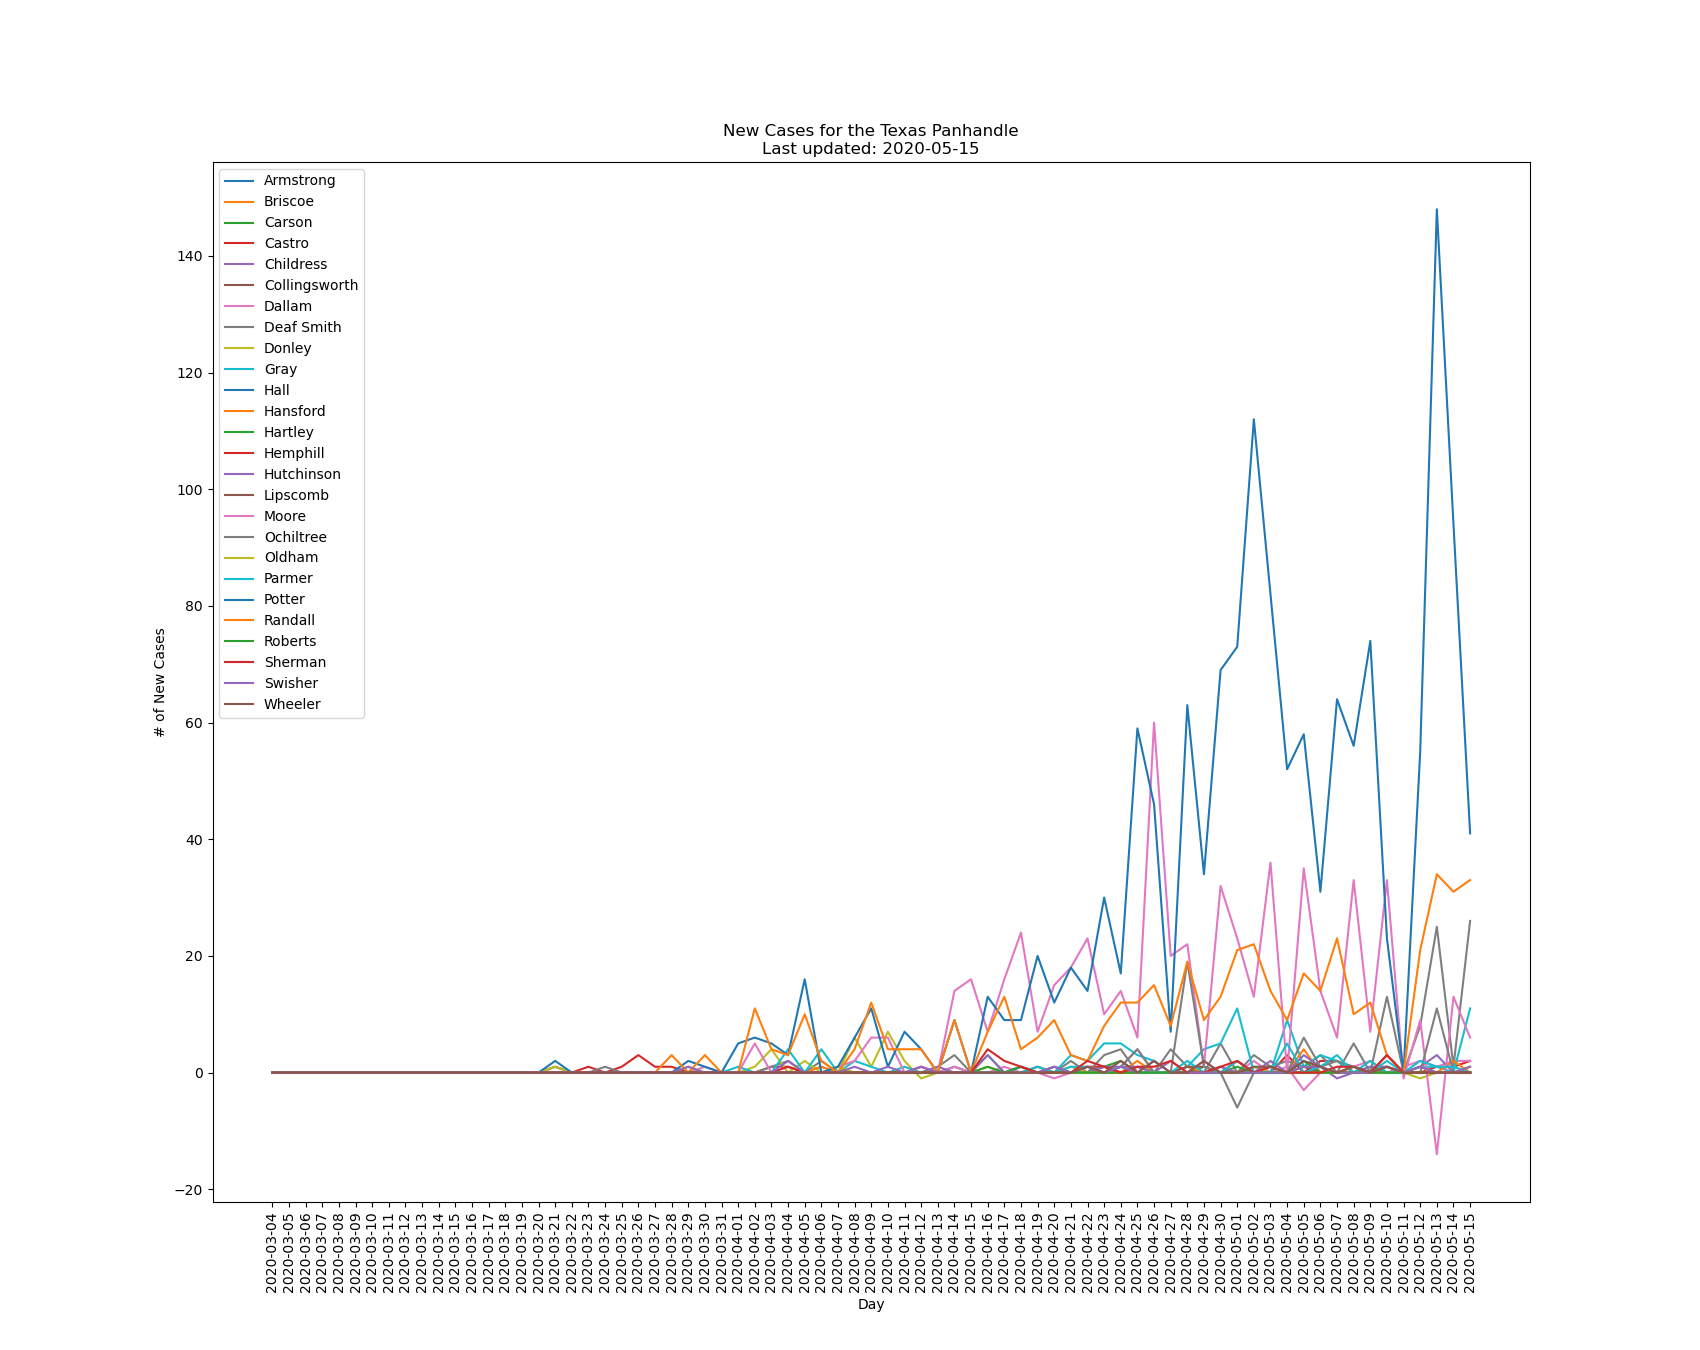 New Cases for the Texas Panhandle
Last updated: 2020-05-15
Armstrong
Briscoe
Carson
Castro
Childress
Collingsworth
Dallam
Deaf Smith
Donley
Gray
Hall
Hansford
Hartley
Hemphill
Hutchinson
Lipscomb
Moore
Ochiltree
Oldham
Parmer
Potter
Randall
Roberts
Sherman
Swisher
Wheeler
# of New Cases
140
120
100
80
60
40
20
0
−20
2020-03-04
2020-03-05
2020-03-06
2020-03-07
2020-03-08
2020-03-09
2020-03-10
2020-03-11
2020-03-12
2020-03-13
2020-03-14
2020-03-15
2020-03-16
2020-03-17
2020-03-18
2020-03-19
2020-03-20
2020-03-21
2020-03-22
2020-03-23
2020-03-24
2020-03-25
2020-03-26
2020-03-27
2020-03-28
2020-03-29
2020-03-30
2020-03-31
2020-04-01
2020-04-02
2020-04-03
2020-04-04
2020-04-05
2020-04-06
2020-04-07
2020-04-08
2020-04-09
2020-04-10
2020-04-11
2020-04-12
2020-04-13
2020-04-14
2020-04-15
2020-04-16
2020-04-17
2020-04-18
2020-04-19
2020-04-20
2020-04-21
2020-04-22
2020-04-23
2020-04-24
2020-04-25
2020-04-26
2020-04-27
2020-04-28
2020-04-29
2020-04-30
2020-05-01
2020-05-02
2020-05-03
2020-05-04
2020-05-05
2020-05-06
2020-05-07
2020-05-08
2020-05-09
2020-05-10
2020-05-11
2020-05-12
2020-05-13
2020-05-14
2020-05-15
Day